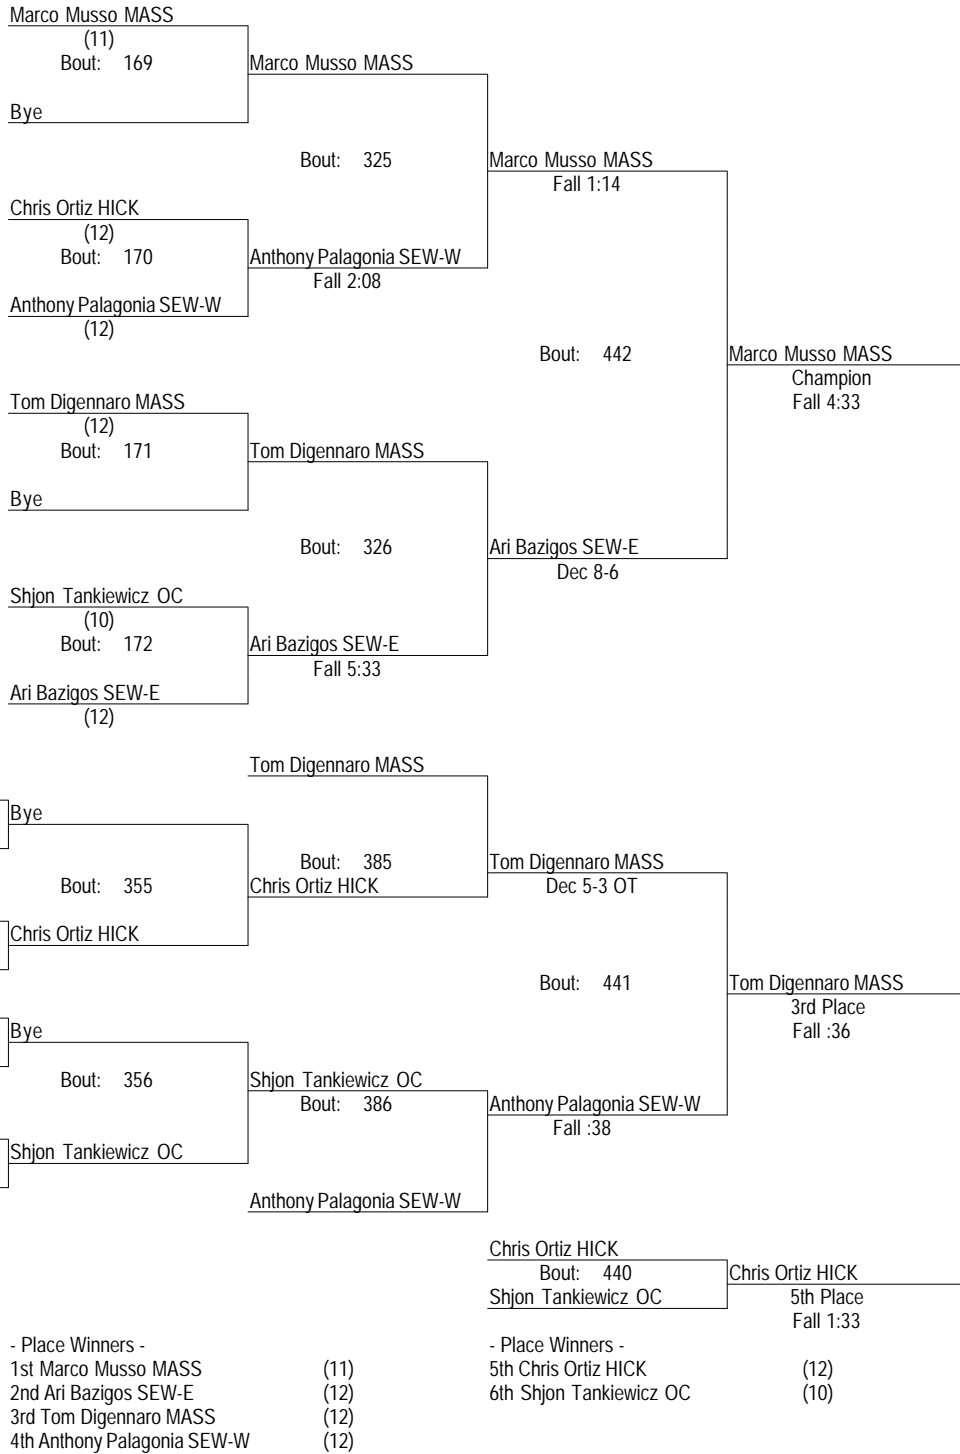 Marco Musso MASS
(11)
Bout: 169
Marco Musso MASS
Bye
Bout: 325
Marco Musso MASS
Fall 1:14
Chris Ortiz HICK
(12)
Bout: 170
Anthony Palagonia SEW-W
Fall 2:08
Anthony Palagonia SEW-W
(12)
Bout: 442
Marco Musso MASS
Champion
Fall 4:33
Tom Digennaro MASS
(12)
Bout: 171
Tom Digennaro MASS
Bye
Bout: 326
Ari Bazigos SEW-E
Dec 8-6
Shjon Tankiewicz OC
(10)
Bout: 172
Ari Bazigos SEW-E
Fall 5:33
Ari Bazigos SEW-E
(12)
Tom Digennaro MASS
Bye
Bout: 385
Tom Digennaro MASS
Dec 5-3 OT
Bout: 355
Chris Ortiz HICK
Chris Ortiz HICK
Bout: 441
Tom Digennaro MASS
3rd Place
Fall :36
Bye
Bout: 356
Shjon Tankiewicz OC
Bout: 386
Anthony Palagonia SEW-W
Fall :38
Shjon Tankiewicz OC
Anthony Palagonia SEW-W
Chris Ortiz HICK
Bout: 440
Chris Ortiz HICK
Shjon Tankiewicz OC
5th Place
Fall 1:33
- Place Winners -
1st Marco Musso MASS (11)
2nd Ari Bazigos SEW-E (12)
3rd Tom Digennaro MASS (12)
4th Anthony Palagonia SEW-W (12)
- Place Winners -
5th Chris Ortiz HICK (12)
6th Shjon Tankiewicz OC (10)